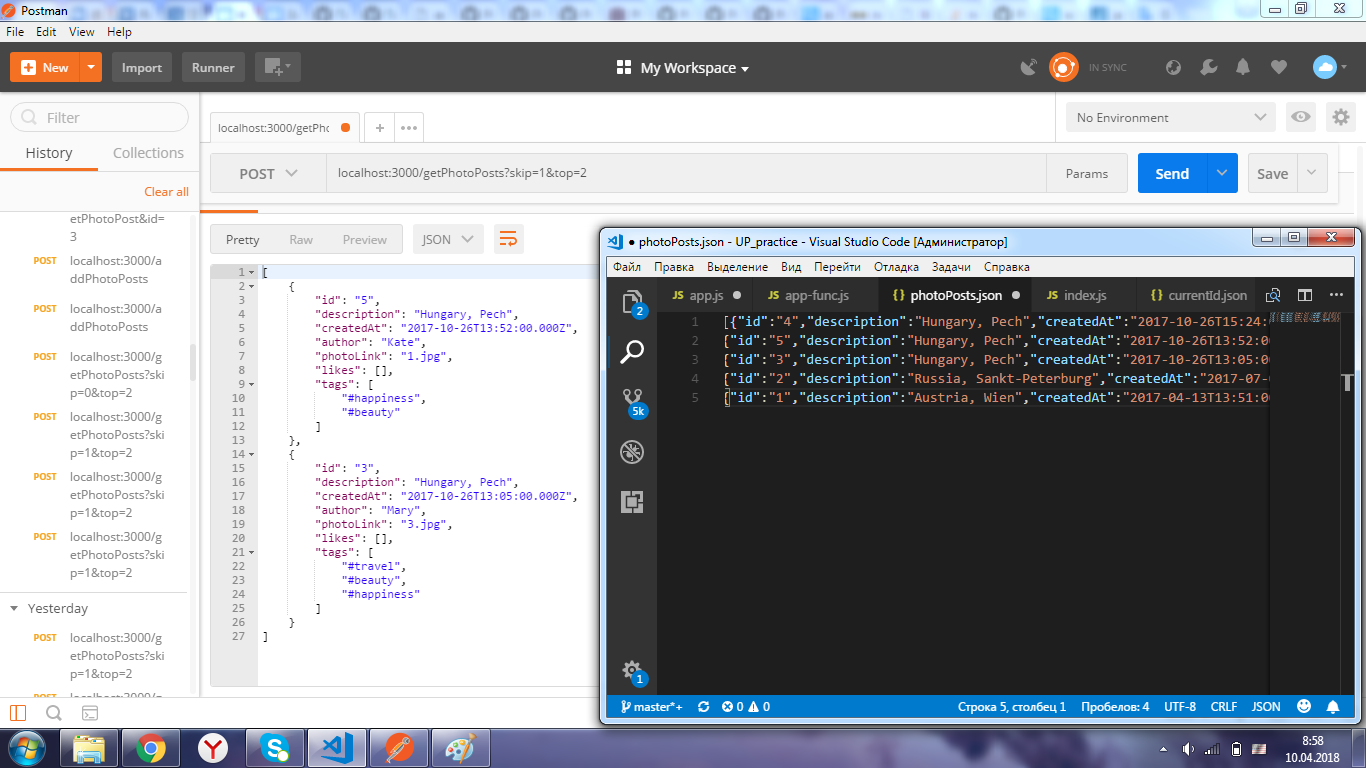 Postman
File Edit View Help
New Import Runner My Workspace IN SYNC
Filter
History Collections
Clear all
etPhotoPost&id=
3
POST localhost:3000/a
ddPhotoPosts
POST localhost:3000/a
ddPhotoPosts
POST localhost:3000/g
etPhotoPosts?ski
p=0&top=2
POST localhost:3000/g
etPhotoPosts?ski
p=1&top=2
POST localhost:3000/g
etPhotoPosts?ski
p=1&top=2
POST localhost:3000/g
etPhotoPosts?ski
p=1&top=2
Yesterday
POST localhost:3000/g
etPhotoPosts?ski
p=1&top=2
localhost:3000/getPho + ••• No Environment
POST localhost:3000/getPhotoPosts?skip=1&top=2 Params Send Save
Pretty Raw Preview JSON
1 [
2 {
3 "id": "5",
4 "description": "Hungary, Pech",
5 "createdAt": "2017-10-26T13:52:00.000Z",
6 "author": "Kate",
7 "photoLink": "1.jpg",
8 "likes": [],
9 "tags": [
10 "#happiness",
11 "#beauty"
12 ]
13 },
14 {
15 "id": "3",
16 "description": "Hungary, Pech",
17 "createdAt": "2017-10-26T13:05:00.000Z",
18 "author": "Mary",
19 "photoLink": "3.jpg",
20 "likes": [],
21 "tags": [
22 "#travel",
23 "#beauty",
24 "#happiness"
25 ]
26 }
27 ]
● photoPosts.json - UP_practice - Visual Studio Code [Администратор]
Файл Правка Выделение Вид Перейти Отладка Задачи Справка
JS app.js JS app-func.js {} photoPosts.json JS index.js {} currentId.json
1 [{"id":"4","description":"Hungary, Pech","createdAt":"2017-10-26T15:24:
2 {"id":"5","description":"Hungary, Pech","createdAt":"2017-10-26T13:52:0
3 {"id":"3","description":"Hungary, Pech","createdAt":"2017-10-26T13:05:0
4 {"id":"2","description":"Russia, Sankt-Peterburg","createdAt":"2017-07-
5 {"id":"1","description":"Austria, Wien","createdAt":"2017-04-13T13:51:0
2
5k
1
master*+ 0 0 Строка 5, столбец 1 Пробелов: 4 UTF-8 CRLF JSON
8:58
10.04.2018